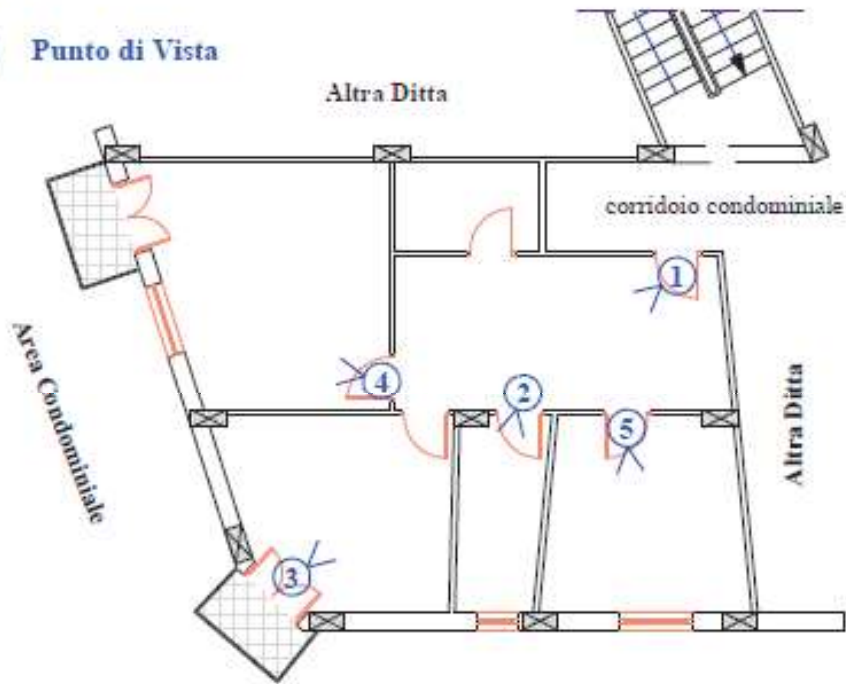 Punto di Vista
Altra Ditta
corridoio condominiale
1
Area Condominiale
4
2
5
Altra Ditta
3